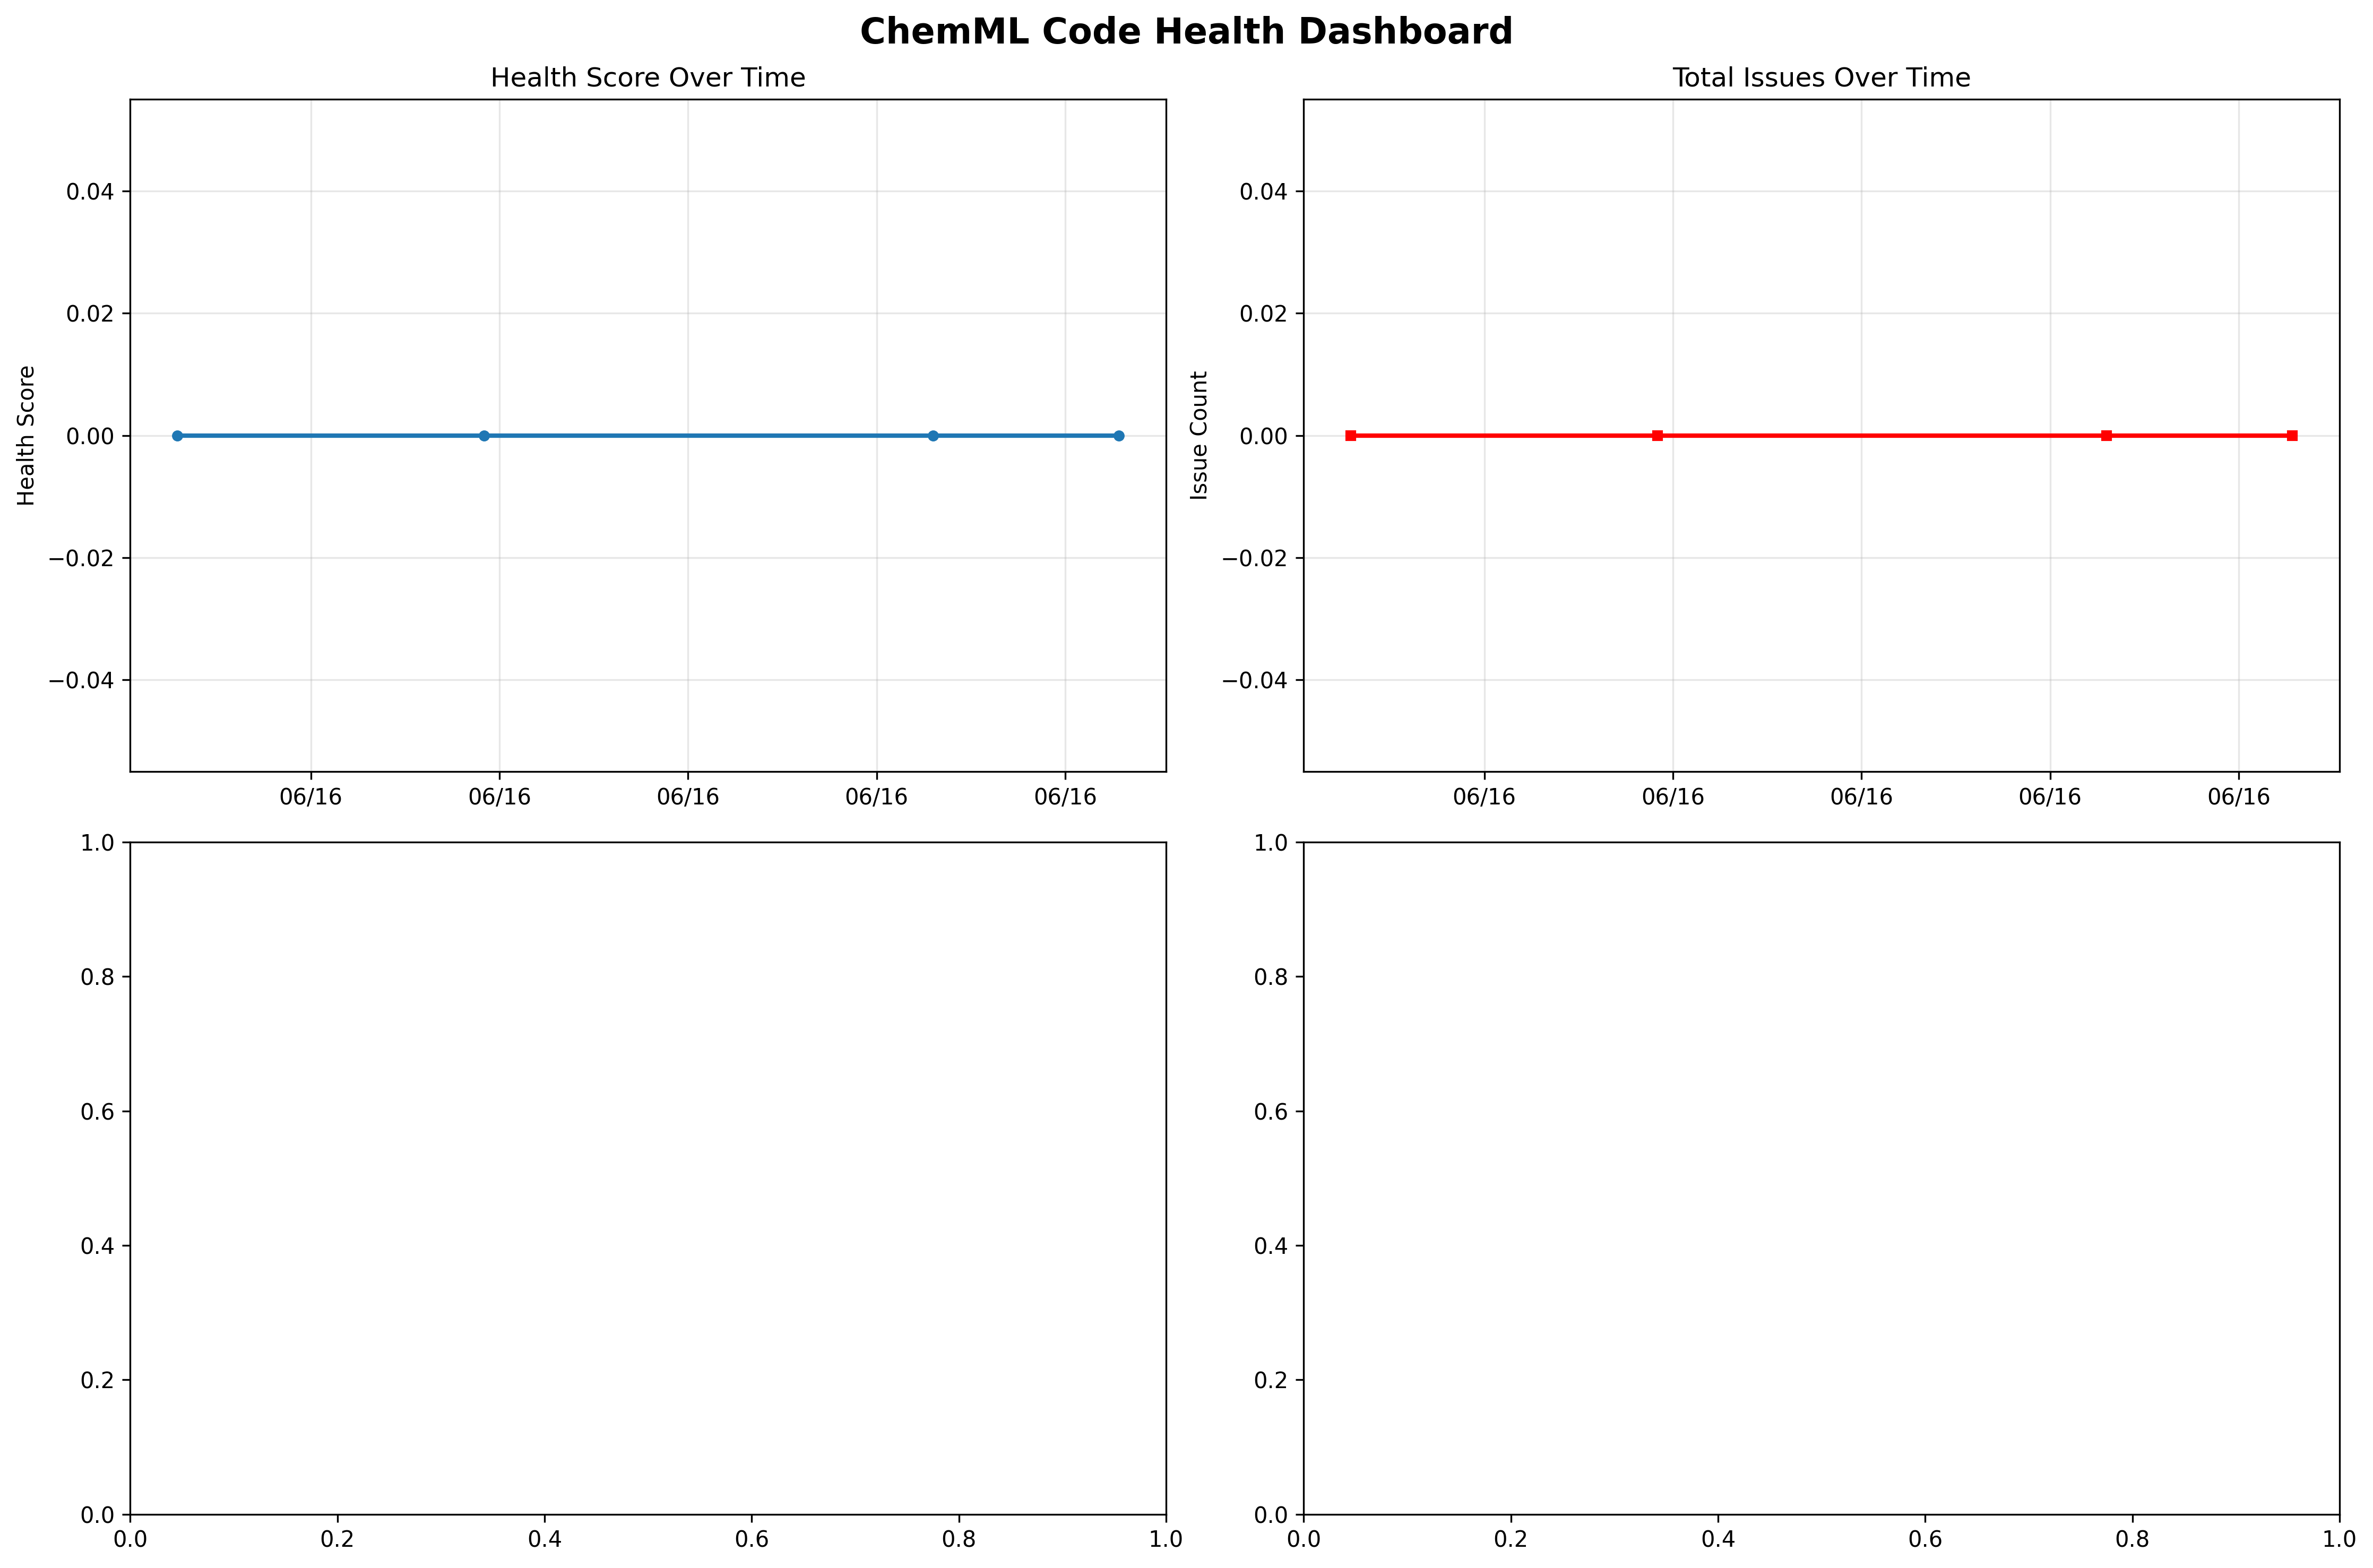 ChemML Code Health Dashboard
Health Score Over Time
Health Score
0.04
0.02
0.00
−0.02
−0.04
06/16 06/16 06/16 06/16 06/16
Total Issues Over Time
Issue Count
0.04
0.02
0.00
−0.02
−0.04
06/16 06/16 06/16 06/16 06/16
1.0
0.8
0.6
0.4
0.2
0.0
0.0 0.2 0.4 0.6 0.8 1.0
1.0
0.8
0.6
0.4
0.2
0.0
0.0 0.2 0.4 0.6 0.8 1.0